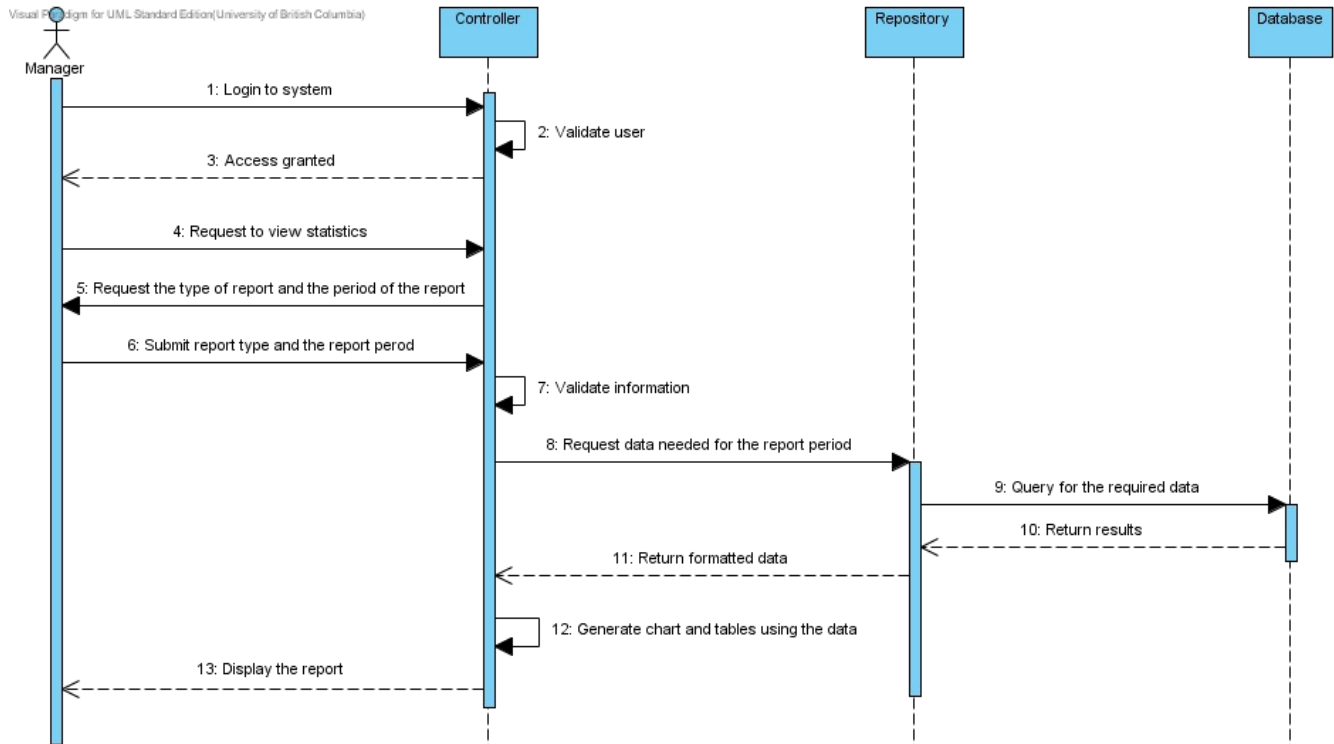 Visual Paradigm for UML Standard Edition(University of British Columbia)
Controller
Repository
Database
Manager
1: Login to system
2: Validate user
3: Access granted
4: Request to view statistics
5: Request the type of report and the period of the report
6: Submit report type and the report perod
7: Validate information
8: Request data needed for the report period
9: Query for the required data
10: Return results
11: Return formatted data
12: Generate chart and tables using the data
13: Display the report